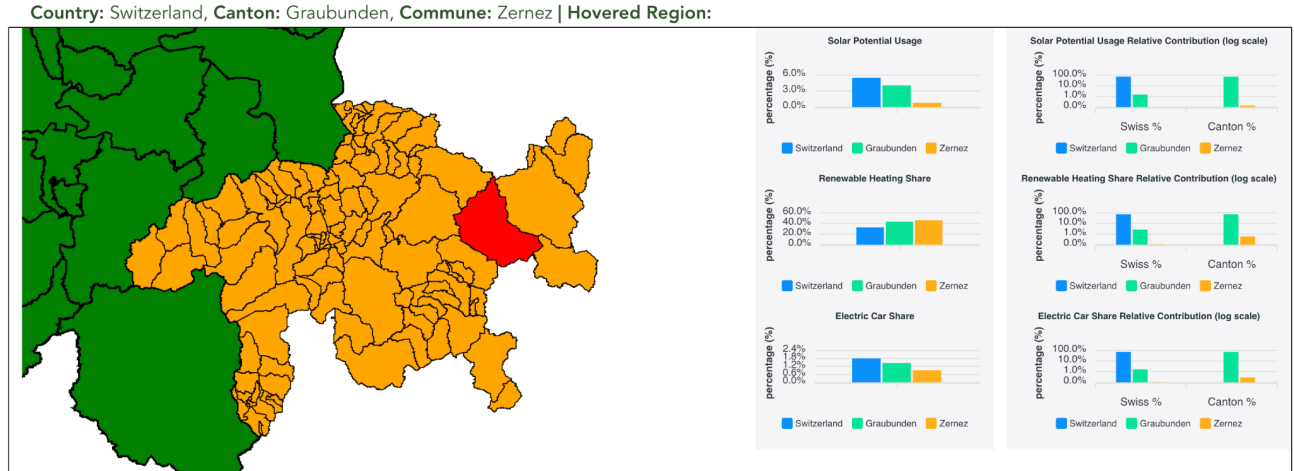 Country: Switzerland, Canton: Graubunden, Commune: Zernez | Hovered Region:
Solar Potential Usage
percentage (%)
6.0%
3.0%
0.0%
Switzerland Graubunden Zernez
Solar Potential Usage Relative Contribution (log scale)
percentage (%)
100.0%
10.0%
1.0%
0.0%
Swiss % Canton %
Switzerland Graubunden Zernez
Renewable Heating Share
percentage (%)
60.0%
40.0%
20.0%
0.0%
Switzerland Graubunden Zernez
Renewable Heating Share Relative Contribution (log scale)
percentage (%)
100.0%
10.0%
1.0%
0.0%
Swiss % Canton %
Switzerland Graubunden Zernez
Electric Car Share
percentage (%)
2.4%
1.8%
1.2%
0.6%
0.0%
Switzerland Graubunden Zernez
Electric Car Share Relative Contribution (log scale)
percentage (%)
100.0%
10.0%
1.0%
0.0%
Swiss % Canton %
Switzerland Graubunden Zernez